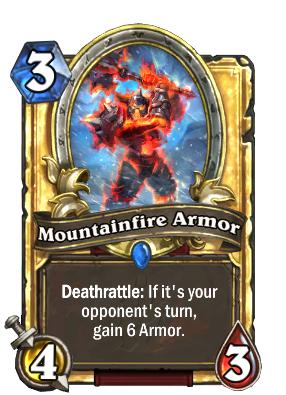 3
Mountainfire Armor
Deathrattle: If it's your
opponent's turn,
gain 6 Armor.
4
3